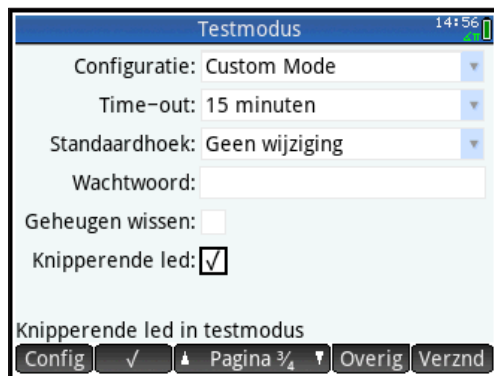 Testmodus 14:56
∡π
Configuratie: Custom Mode
Time-out: 15 minuten
Standaardhoek: Geen wijziging
Wachtwoord:
Geheugen wissen:
Knipperende led: √
Knipperende led in testmodus
Config √ Pagina ¾ Overig Verznd